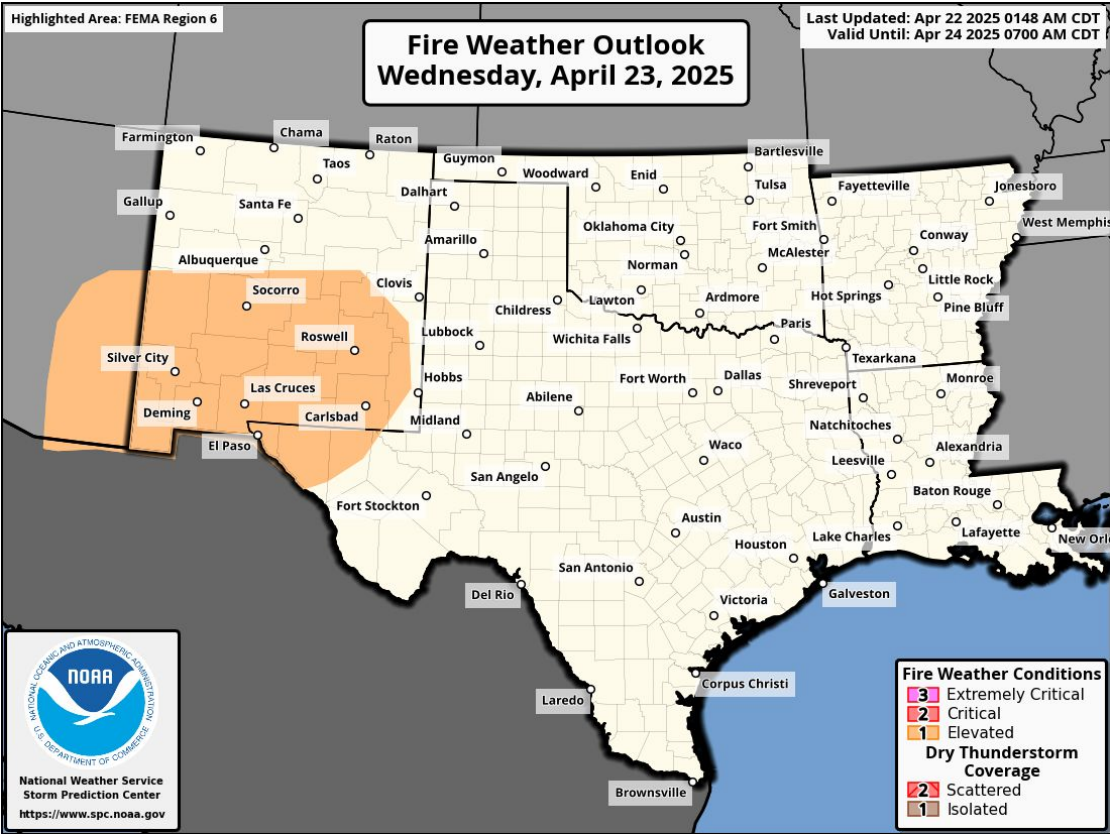 Highlighted Area: FEMA Region 6
Fire Weather Outlook
Wednesday, April 23, 2025
Last Updated: Apr 22 2025 0148 AM CDT
Valid Until: Apr 24 2025 0700 AM CDT
Farmington
Chama
Raton
Taos
Guymon
Woodward
Enid
Bartlesville
Dalhart
Tulsa
Fayetteville
Jonesboro
Gallup
Santa Fe
Oklahoma City
Fort Smith
West Memphis
Amarillo
Conway
Albuquerque
Norman
McAlester
Clovis
Socorro
Little Rock
Childress
Lawton
Ardmore
Hot Springs
Pine Bluff
Roswell
Lubbock
Wichita Falls
Paris
Silver City
Texarkana
Hobbs
Las Cruces
Fort Worth
Dallas
Shreveport
Monroe
Deming
Carlsbad
Abilene
Midland
Natchitoches
El Paso
Waco
Alexandria
San Angelo
Leesville
Fort Stockton
Baton Rouge
Austin
Lake Charles
Lafayette
New Orl
Houston
San Antonio
Del Rio
Galveston
Victoria
Laredo
Corpus Christi
Brownsville
NATIONAL OCEANIC AND ATMOSPHERIC ADMINISTRATION
NOAA
U.S. DEPARTMENT OF COMMERCE
National Weather Service
Storm Prediction Center
https://www.spc.noaa.gov
Fire Weather Conditions
3 Extremely Critical
2 Critical
1 Elevated
Dry Thunderstorm
Coverage
2 Scattered
1 Isolated